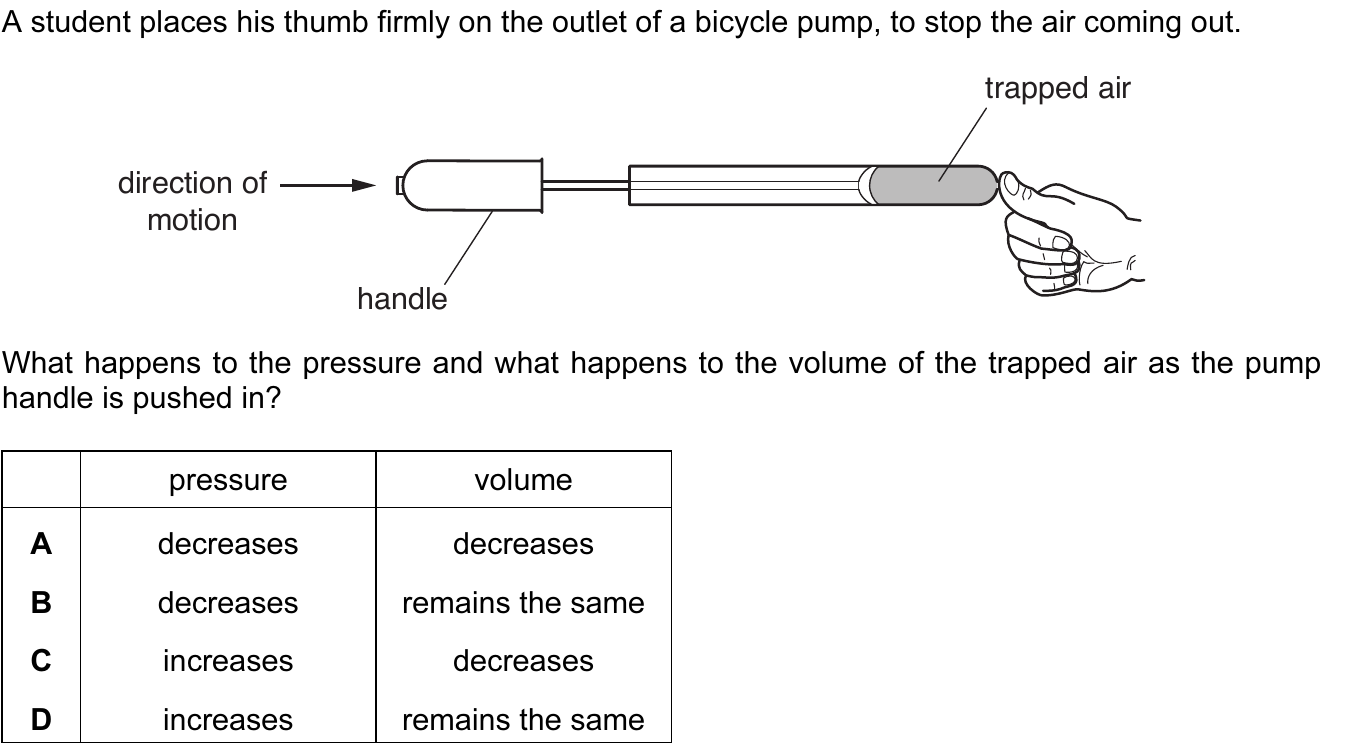 A student places his thumb firmly on the outlet of a bicycle pump, to stop the air coming out.
trapped air
direction of
motion
handle
What happens to the pressure and what happens to the volume of the trapped air as the pump
handle is pushed in?
pressure volume
A decreases decreases
B decreases remains the same
C increases decreases
D increases remains the same